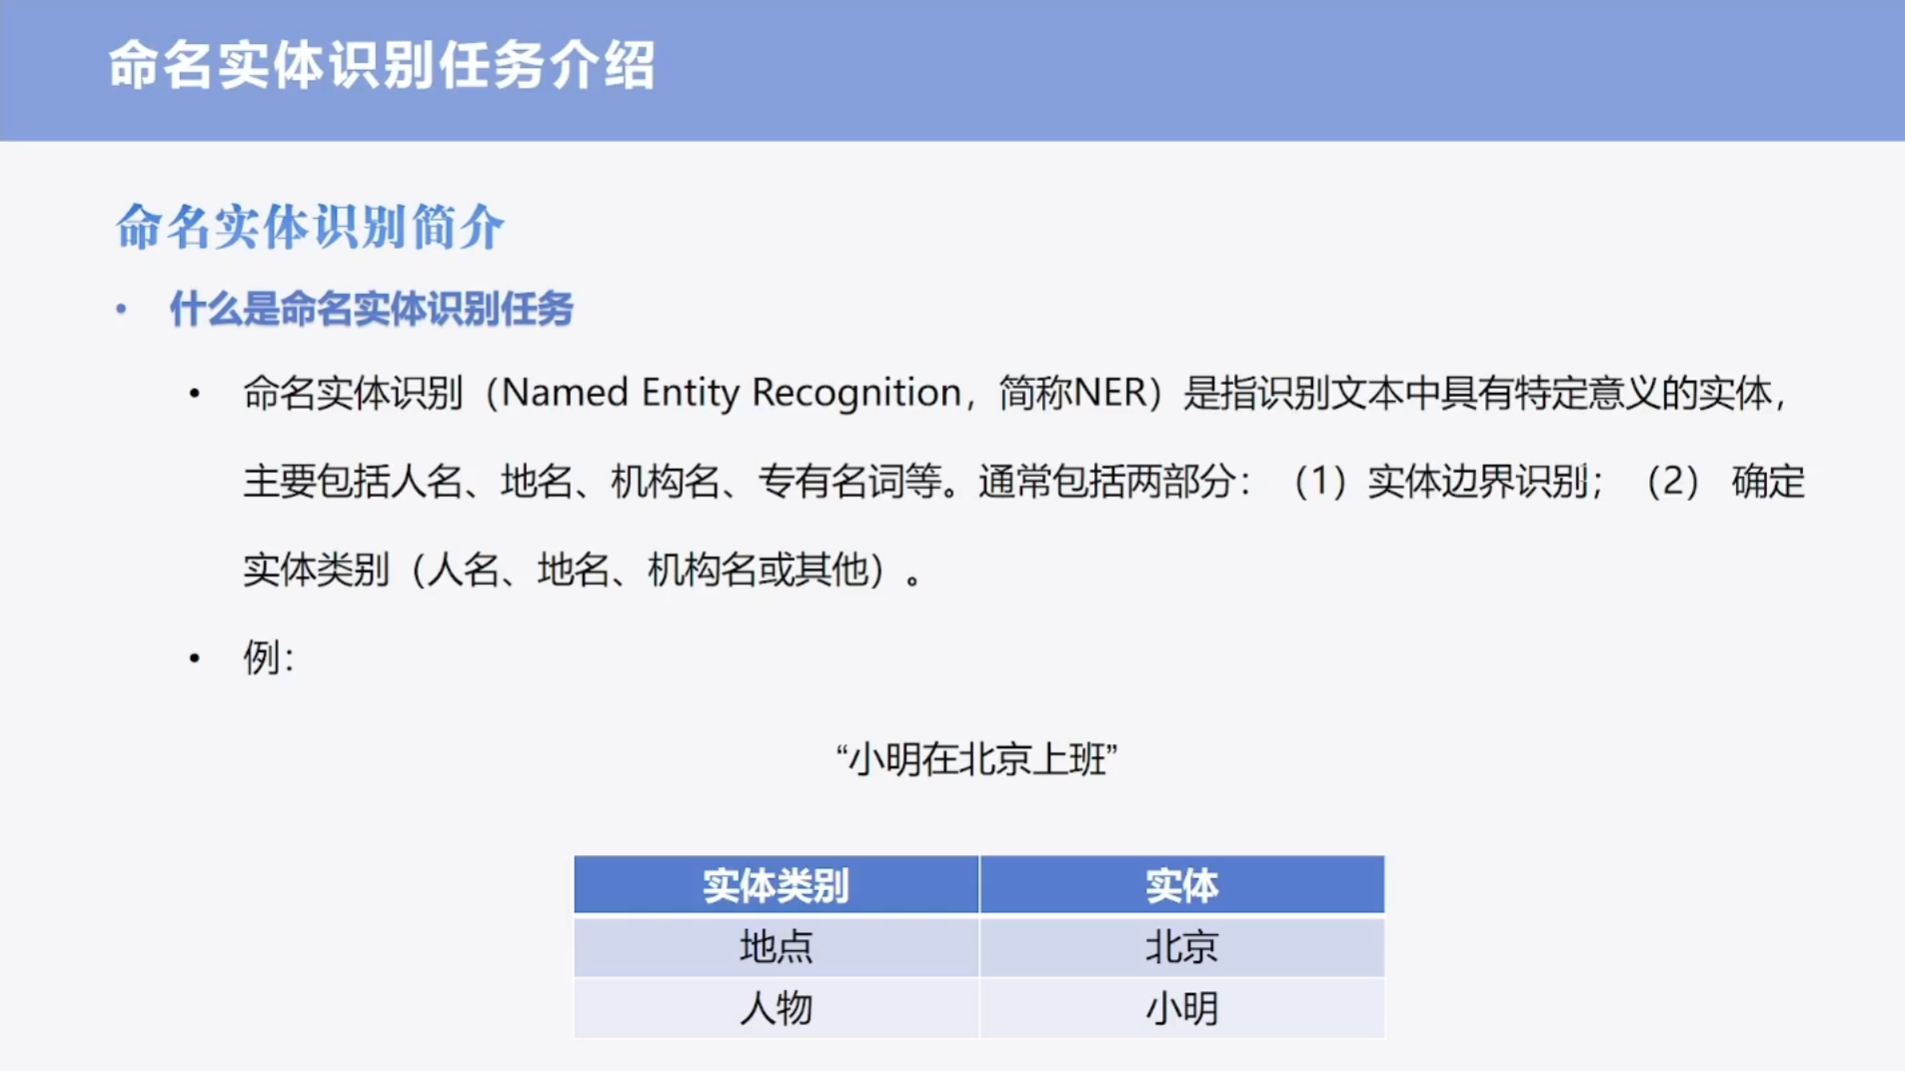 命名实体识别任务介绍
命名实体识别简介
• 什么是命名实体识别任务
• 命名实体识别（Named Entity Recognition，简称NER）是指识别文本中具有特定意义的实体，
主要包括人名、地名、机构名、专有名词等。通常包括两部分：（1）实体边界识别；（2） 确定
实体类别（人名、地名、机构名或其他）。
• 例：
“小明在北京上班”
实体类别 实体
地点 北京
人物 小明